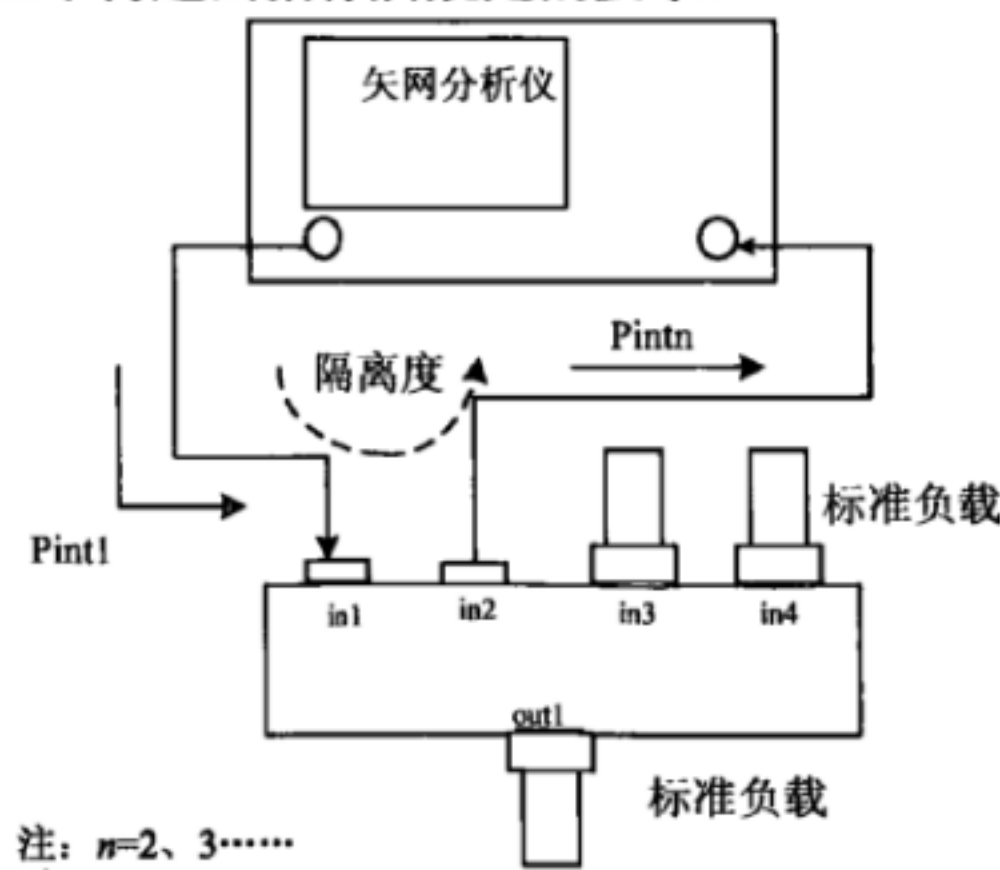 矢网分析仪
Pintn
隔离度
标准负载
Pint1
in1
in2
in3
in4
out1
标准负载
注：n=2、3……